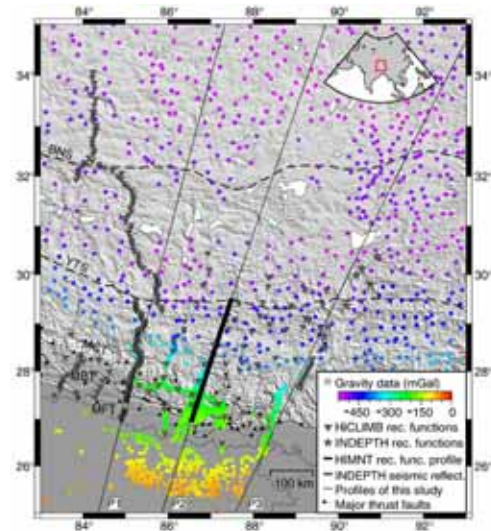 84° 86° 88° 90° 92°
34°
BNS
32°
30°
YTS
28°
MBT
MFT
26°
100 km
Gravity data (mGal)
-450 -300 -150 0
HiCLIMB rec. functions
INDEPTH rec. functions
HIMNT rec. func. profile
INDEPTH seismic reflect.
Profiles of this study
Major thrust faults
84° 86° 88° 90° 92°
34°
32°
30°
28°
26°